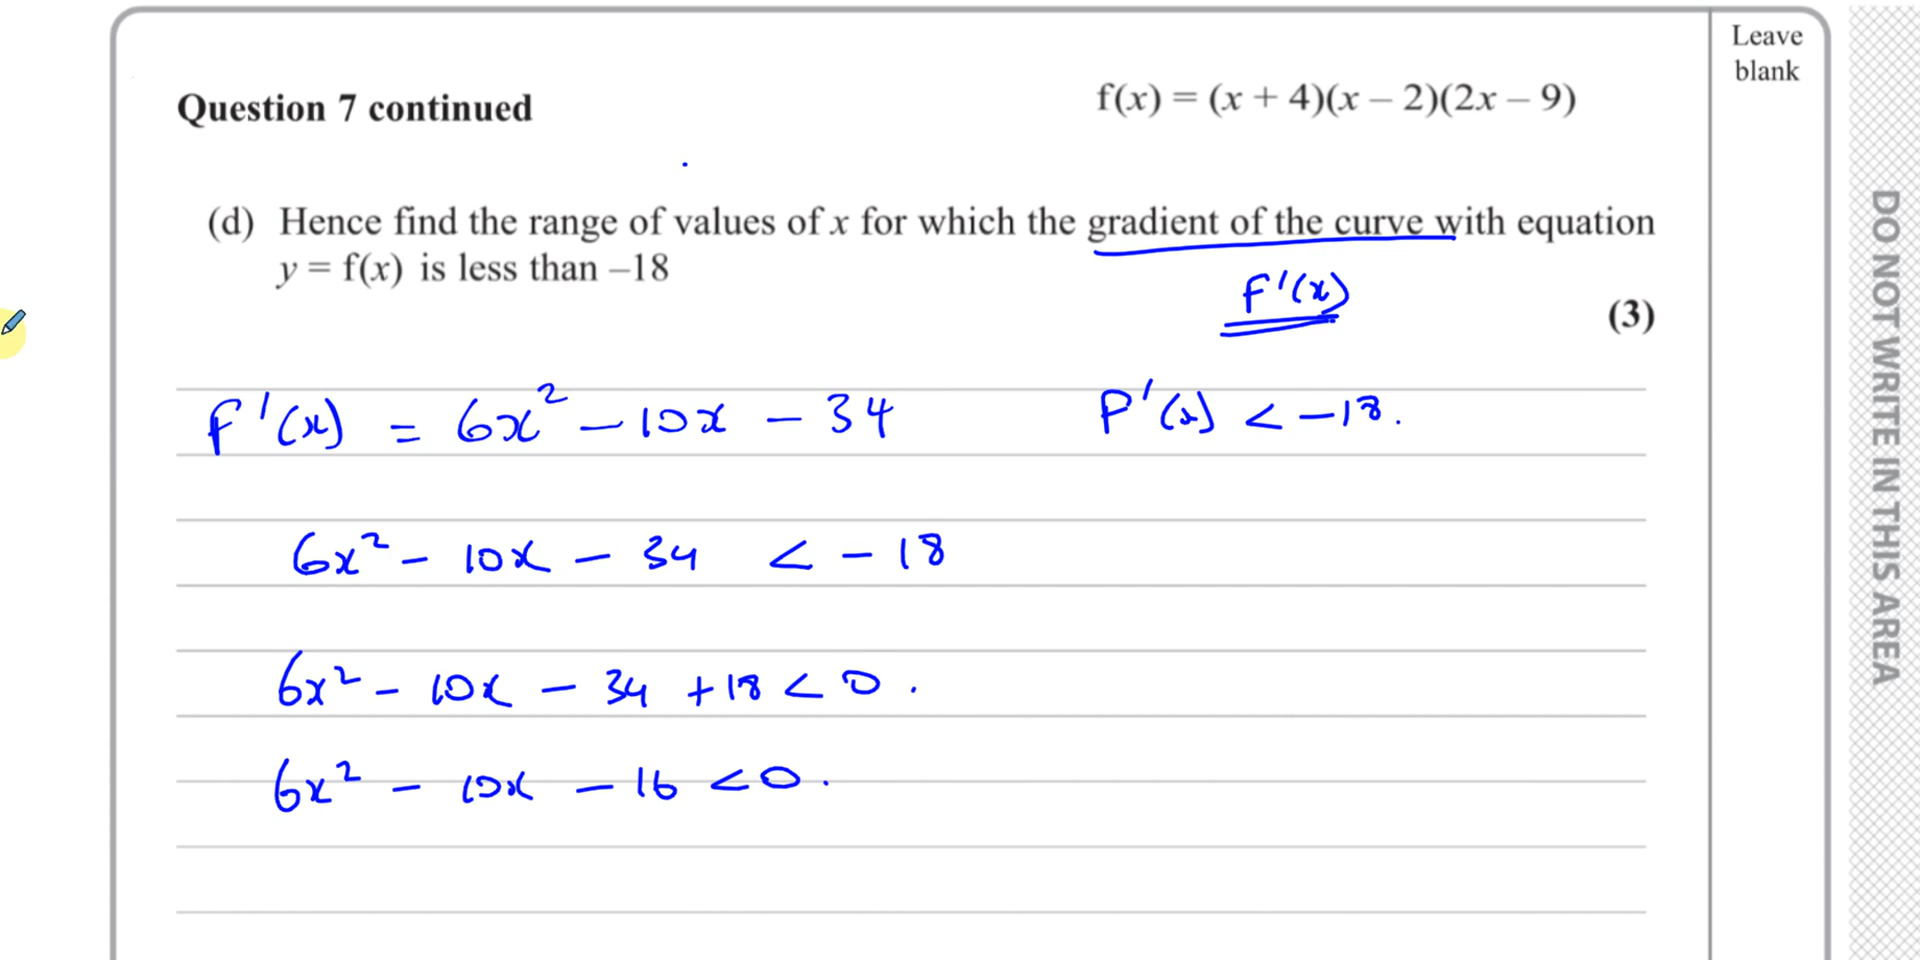 Leave
blank
Question 7 continued
f(x) = (x + 4)(x – 2)(2x – 9)
(d) Hence find the range of values of x for which the gradient of the curve with equation
y = f(x) is less than –18
F'(x)
(3)
F'(x) = 6x² – 10x – 34
F'(x) < –18.
6x² – 10x – 34 < – 18
6x² – 10x – 34 + 18 < 0.
6x² – 10x – 16 < 0.
DO NOT WRITE IN THIS AREA